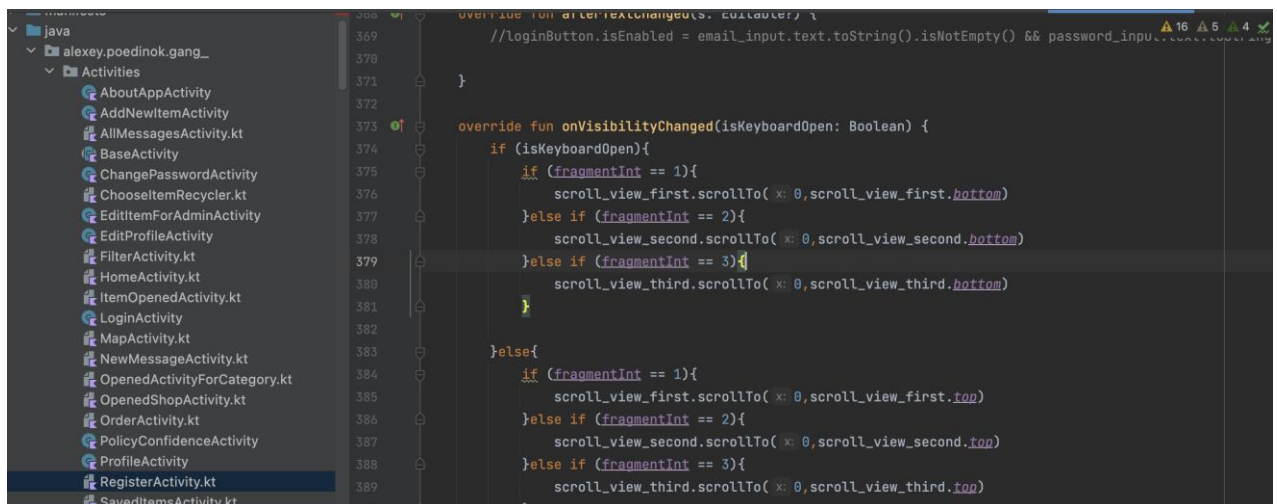 java
alexey.poedinok.gang_
Activities
AboutAppActivity
AddNewItemActivity
AllMessagesActivity.kt
BaseActivity
ChangePasswordActivity
ChooseItemRecycler.kt
EditItemForAdminActivity
EditProfileActivity
FilterActivity.kt
HomeActivity.kt
ItemOpenedActivity.kt
LoginActivity
MapActivity.kt
NewMessageActivity.kt
OpenedActivityForCategory.kt
OpenedShopActivity.kt
OrderActivity.kt
PolicyConfidenceActivity
ProfileActivity
RegisterActivity.kt
SavedItemsActivity.kt
16 5 4
368 override fun afterTextChanged(s: Editable?) {
369 //loginButton.isEnabled = email_input.text.toString().isNotEmpty() && password_input.text.toString
370
371 }
372
373 override fun onVisibilityChanged(isKeyboardOpen: Boolean) {
374 if (isKeyboardOpen){
375 if (fragmentInt == 1){
376 scroll_view_first.scrollTo( x: 0,scroll_view_first.bottom)
377 }else if (fragmentInt == 2){
378 scroll_view_second.scrollTo( x: 0,scroll_view_second.bottom)
379 }else if (fragmentInt == 3){
380 scroll_view_third.scrollTo( x: 0,scroll_view_third.bottom)
381 }
382
383 }else{
384 if (fragmentInt == 1){
385 scroll_view_first.scrollTo( x: 0,scroll_view_first.top)
386 }else if (fragmentInt == 2){
387 scroll_view_second.scrollTo( x: 0,scroll_view_second.top)
388 }else if (fragmentInt == 3){
389 scroll_view_third.scrollTo( x: 0,scroll_view_third.top)